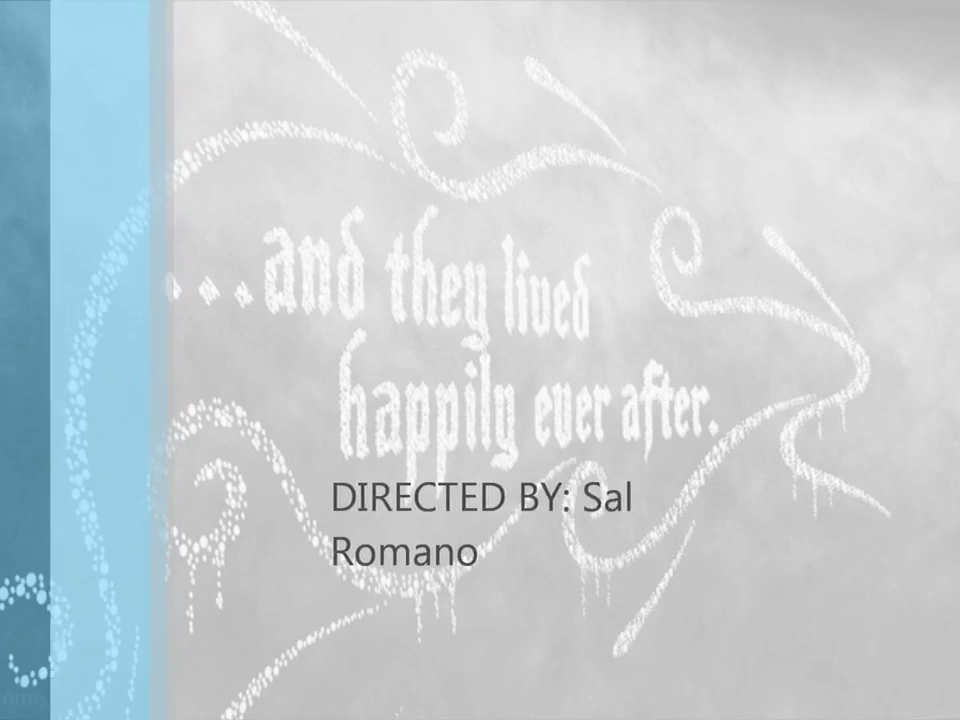 ...and they lived
happily ever after.
DIRECTED BY: Sal
Romano